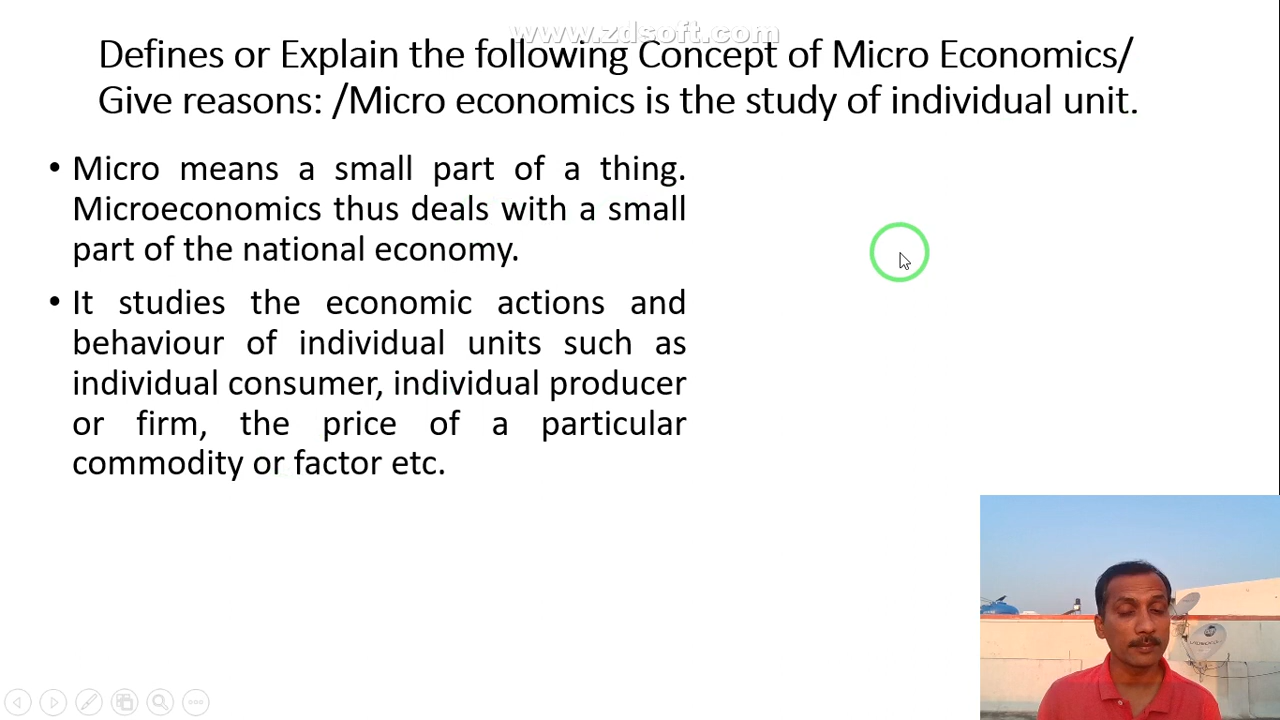 www.zdsoft.com
Defines or Explain the following Concept of Micro Economics/
Give reasons: /Micro economics is the study of individual unit.
• Micro means a small part of a thing.
Microeconomics thus deals with a small
part of the national economy.
• It studies the economic actions and
behaviour of individual units such as
individual consumer, individual producer
or firm, the price of a particular
commodity or factor etc.